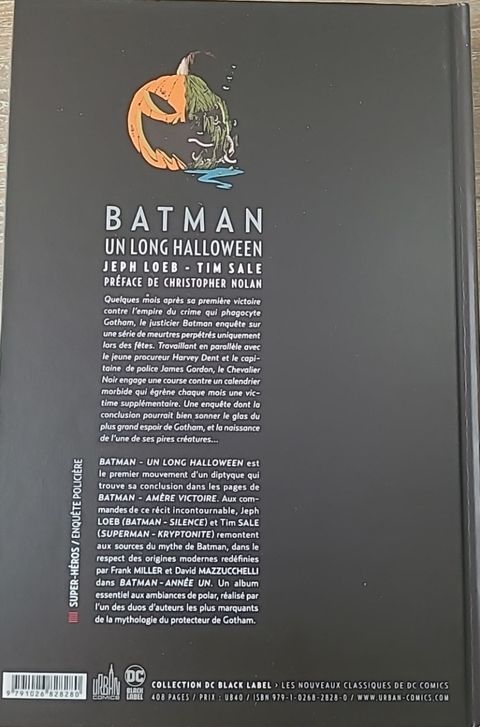 BATMAN
UN LONG HALLOWEEN
JEPH LOEB - TIM SALE
PRÉFACE DE CHRISTOPHER NOLAN
Quelques mois après sa première victoire
contre l'empire du crime qui phagocyte
Gotham, le justicier Batman enquête sur
une série de meurtres perpétrés uniquement
lors des fêtes. Travaillant en parallèle avec
le jeune procureur Harvey Dent et le capi-
taine de police James Gordon, le Chevalier
Noir engage une course contre un calendrier
morbide qui égrène chaque mois une vic-
time supplémentaire. Une enquête dont la
conclusion pourrait bien sonner le glas du
plus grand espoir de Gotham, et la naissance
de l'une de ses pires créatures...
BATMAN - UN LONG HALLOWEEN est
le premier mouvement d'un diptyque qui
trouve sa conclusion dans les pages de
BATMAN - AMÈRE VICTOIRE. Aux com-
mandes de ce récit incontournable, Jeph
LOEB (BATMAN - SILENCE) et Tim SALE
(SUPERMAN - KRYPTONITE) remontent
aux sources du mythe de Batman, dans le
respect des origines modernes redéfinies
par Frank MILLER et David MAZZUCCHELLI
dans BATMAN - ANNÉE UN. Un album
essentiel aux ambiances de polar, réalisé par
l'un des duos d'auteurs les plus marquants
de la mythologie du protecteur de Gotham.
SUPER-HÉROS / ENQUÊTE POLICIÈRE
9 791026 828280
URBAN
COMICS
DC
BLACK
LABEL
COLLECTION DC BLACK LABEL > LES NOUVEAUX CLASSIQUES DE DC COMICS
408 PAGES / PRIX : UB40 / ISBN 979-1-0268-2828-0 / WWW.URBAN-COMICS.COM